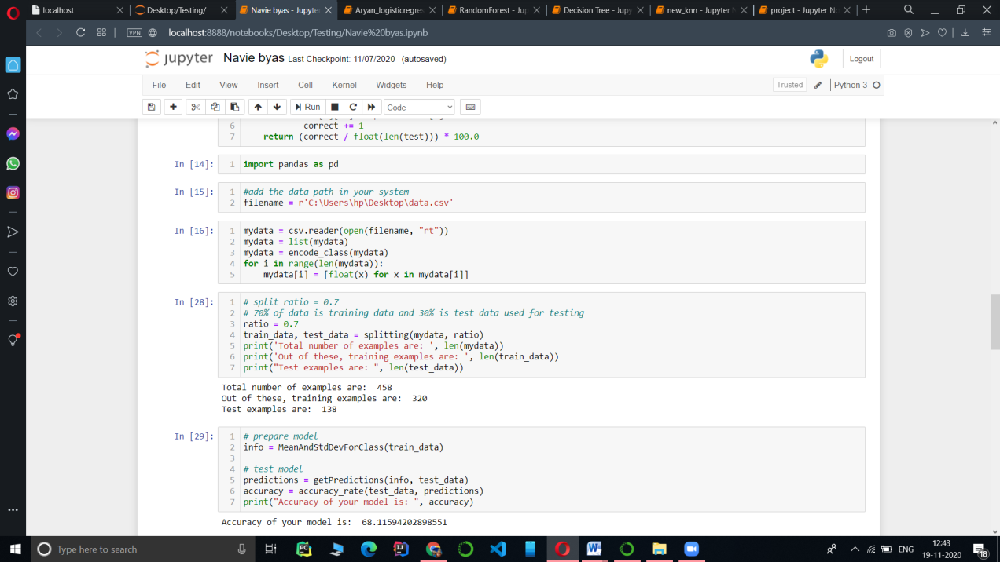 localhost
Desktop/Testing/
Navie byas - Jupyte
Aryan_logisticregres
RandomForest - Jup
Decision Tree - Jupy
new_knn - Jupyter N
project - Jupyter No
VPN
localhost:8888/notebooks/Desktop/Testing/Navie%20byas.ipynb
jupyter Navie byas Last Checkpoint: 11/07/2020 (autosaved)
Logout
File Edit View Insert Cell Kernel Widgets Help
Trusted
Python 3
Run
Code
6 correct += 1
7 return (correct / float(len(test))) * 100.0
In [14]: 1 import pandas as pd
In [15]: 1 #add the data path in your system
2 filename = r'C:\Users\hp\Desktop\data.csv'
In [16]: 1 mydata = csv.reader(open(filename, "rt"))
2 mydata = list(mydata)
3 mydata = encode_class(mydata)
4 for i in range(len(mydata)):
5 mydata[i] = [float(x) for x in mydata[i]]
In [28]: 1 # split ratio = 0.7
2 # 70% of data is training data and 30% is test data used for testing
3 ratio = 0.7
4 train_data, test_data = splitting(mydata, ratio)
5 print('Total number of examples are: ', len(mydata))
6 print('Out of these, training examples are: ', len(train_data))
7 print("Test examples are: ", len(test_data))
Total number of examples are:  458
Out of these, training examples are:  320
Test examples are:  138
In [29]: 1 # prepare model
2 info = MeanAndStdDevForClass(train_data)
3
4 # test model
5 predictions = getPredictions(info, test_data)
6 accuracy = accuracy_rate(test_data, predictions)
7 print("Accuracy of your model is: ", accuracy)
Accuracy of your model is:  68.11594202898551
Type here to search
PC
IJ
W
ENG
12:43
19-11-2020
18